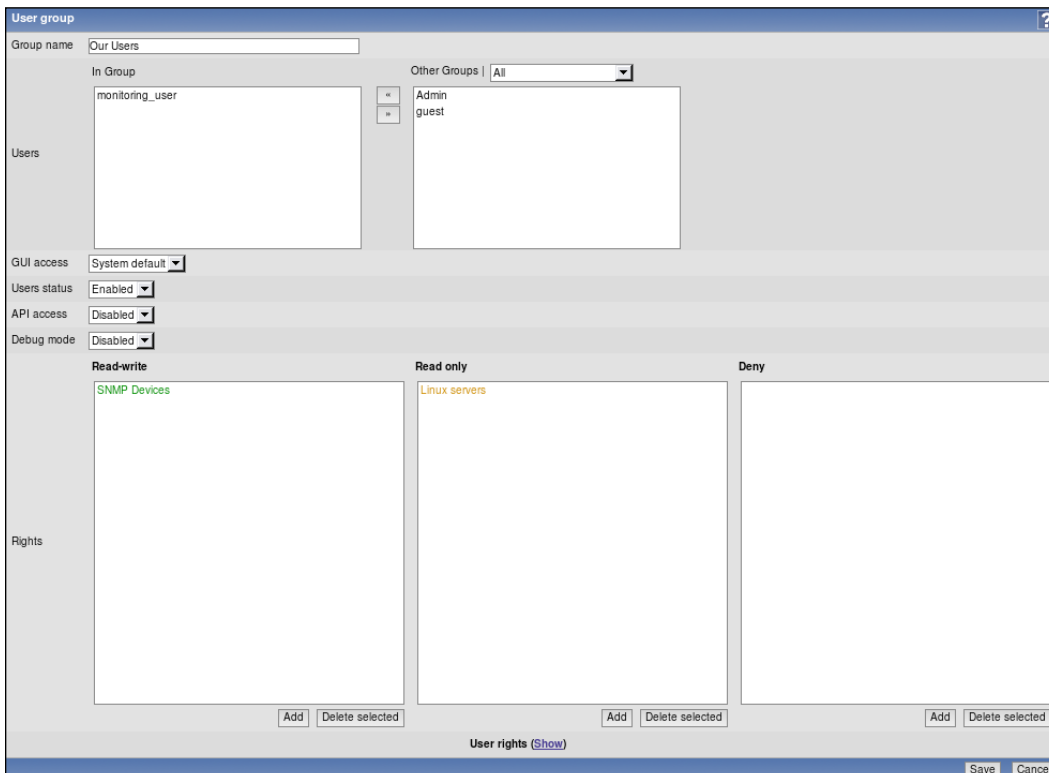 User group
?
Group name Our Users
In Group Other Groups | All
monitoring_user « Admin
» guest
Users
GUI access System default
Users status Enabled
API access Disabled
Debug mode Disabled
Read-write Read only Deny
SNMP Devices Linux servers
Rights
Add Delete selected Add Delete selected Add Delete selected
User rights (Show)
Save Cance